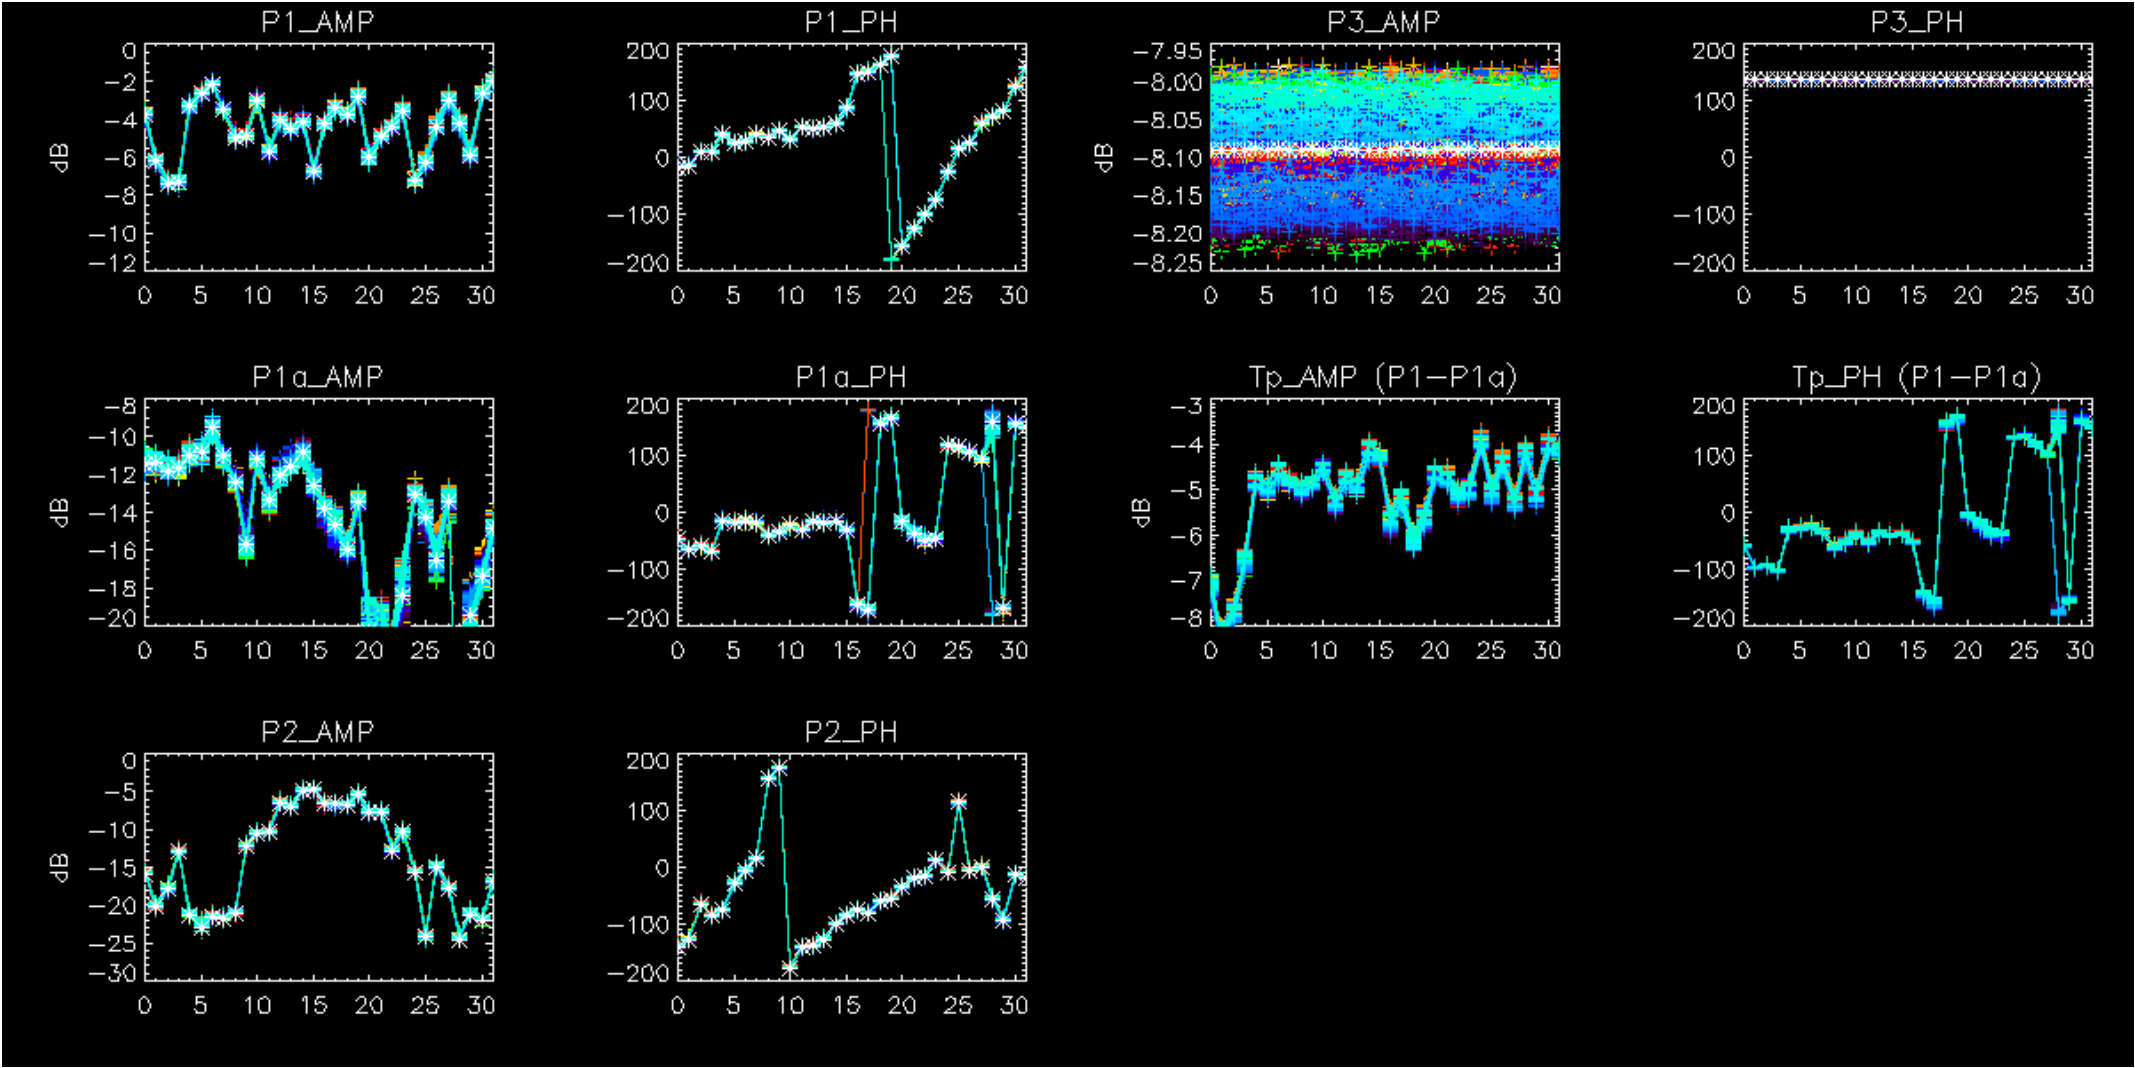 P1_AMP
P1_PH
P3_AMP
P3_PH
dB
0
-2
-4
-6
-8
-10
-12
0 5 10 15 20 25 30
200
100
0
-100
-200
0 5 10 15 20 25 30
dB
-7.95
-8.00
-8.05
-8.10
-8.15
-8.20
-8.25
0 5 10 15 20 25 30
200
100
0
-100
-200
0 5 10 15 20 25 30
P1a_AMP
P1a_PH
Tp_AMP (P1-P1a)
Tp_PH (P1-P1a)
dB
-8
-10
-12
-14
-16
-18
-20
0 5 10 15 20 25 30
200
100
0
-100
-200
0 5 10 15 20 25 30
dB
-3
-4
-5
-6
-7
-8
0 5 10 15 20 25 30
200
100
0
-100
-200
0 5 10 15 20 25 30
P2_AMP
P2_PH
dB
0
-5
-10
-15
-20
-25
-30
0 5 10 15 20 25 30
200
100
0
-100
-200
0 5 10 15 20 25 30